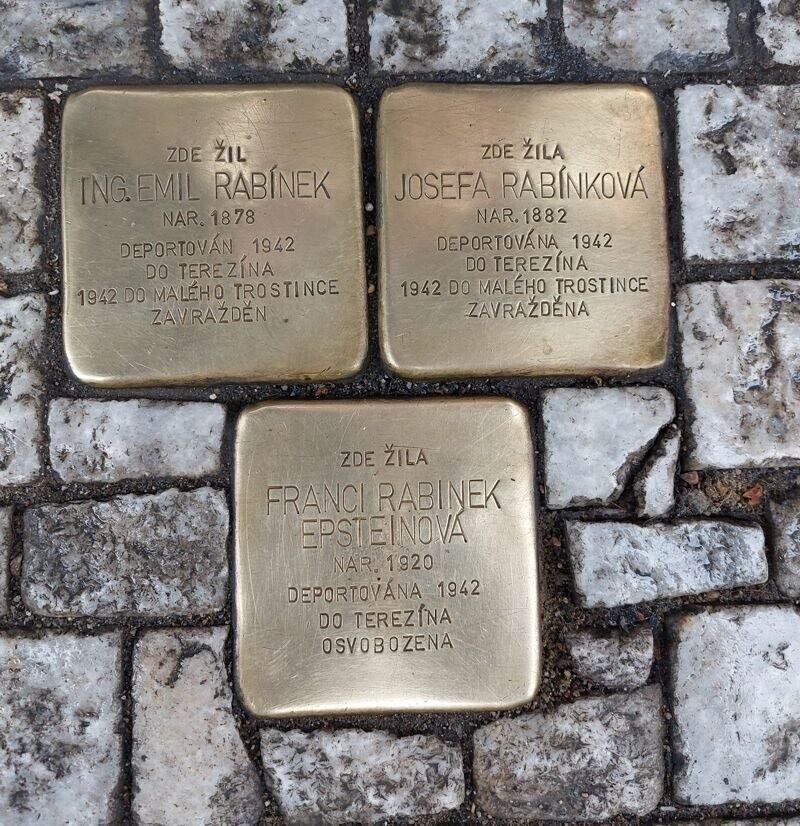 ZDE ŽIL
ING. EMIL RABÍNEK
NAR. 1878
DEPORTOVÁN 1942
DO TEREZÍNA
1942 DO MALÉHO TROSTINCE
ZAVRAŽDĚN
ZDE ŽILA
JOSEFA RABÍNKOVÁ
NAR. 1882
DEPORTOVÁNA 1942
DO TEREZÍNA
1942 DO MALÉHO TROSTINCE
ZAVRAŽDĚNA
ZDE ŽILA
FRANCI RABINEK
EPSTEINOVÁ
NAR. 1920
DEPORTOVÁNA 1942
DO TEREZÍNA
OSVOBOZENA